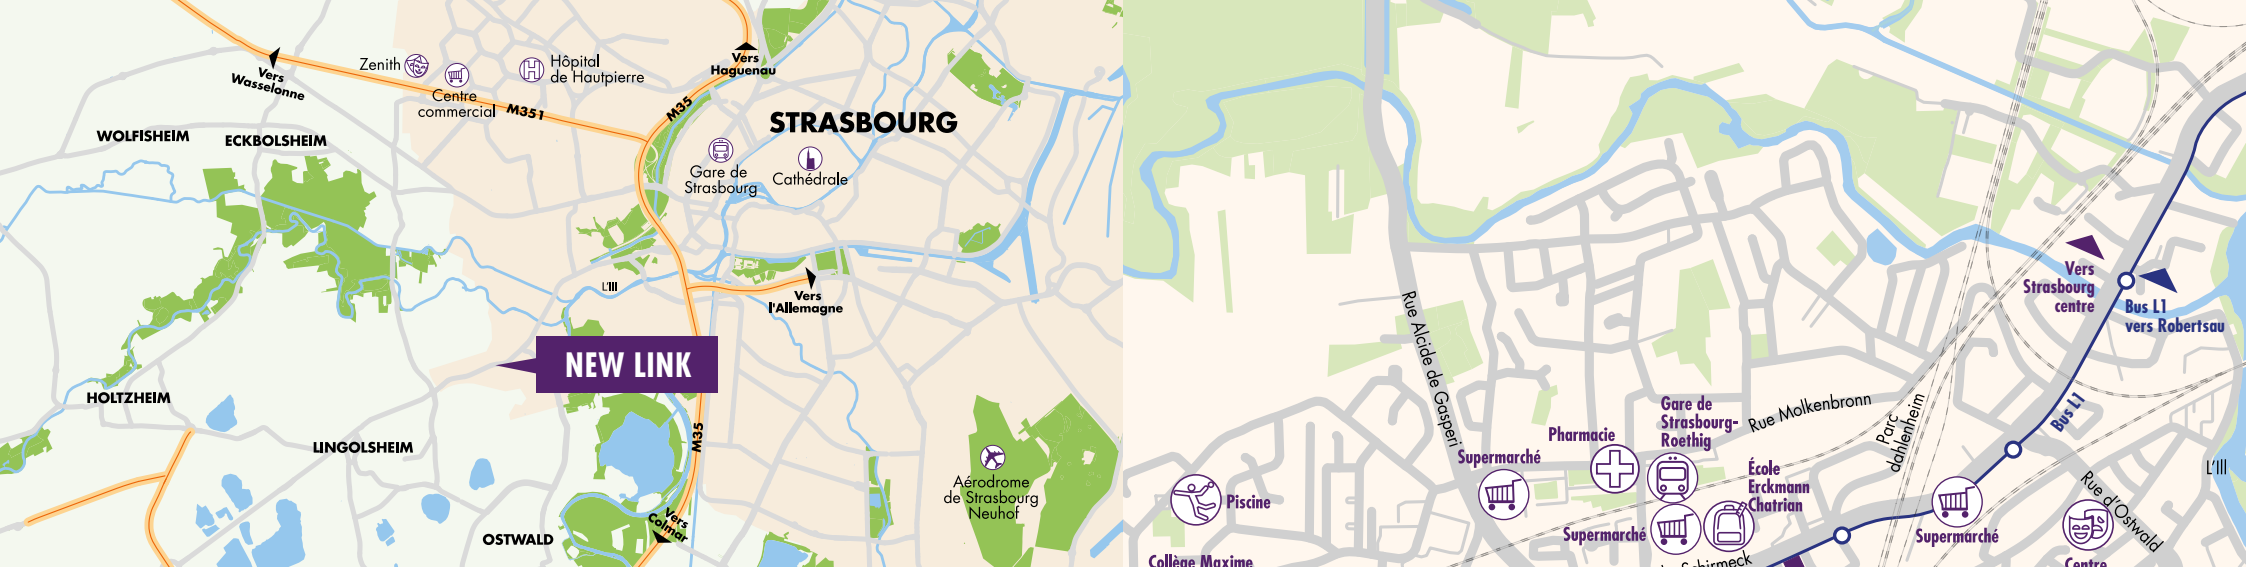 Zenith
Centre
commercial
Hôpital
de Hautpierre
Vers
Wasselonne
M351
Vers
Haguenau
M35
STRASBOURG
WOLFISHEIM
ECKBOLSHEIM
Gare de
Strasbourg
Cathédrale
L'Ill
Vers
l'Allemagne
NEW LINK
HOLTZHEIM
LINGOLSHEIM
M35
Aérodrome
de Strasbourg
Neuhof
Vers
Colmar
OSTWALD
Vers
Strasbourg
centre
Bus L1
vers Robertsau
Rue Alcide de Gasperi
Gare de
Strasbourg-
Roethig
Rue Molkenbronn
Parc
dahlenheim
Bus L1
Pharmacie
Supermarché
École
Erckmann
Chatrian
L'Ill
Rue d'Ostwald
Piscine
Supermarché
Supermarché
Collège Maxime
Schirmeck
Centre